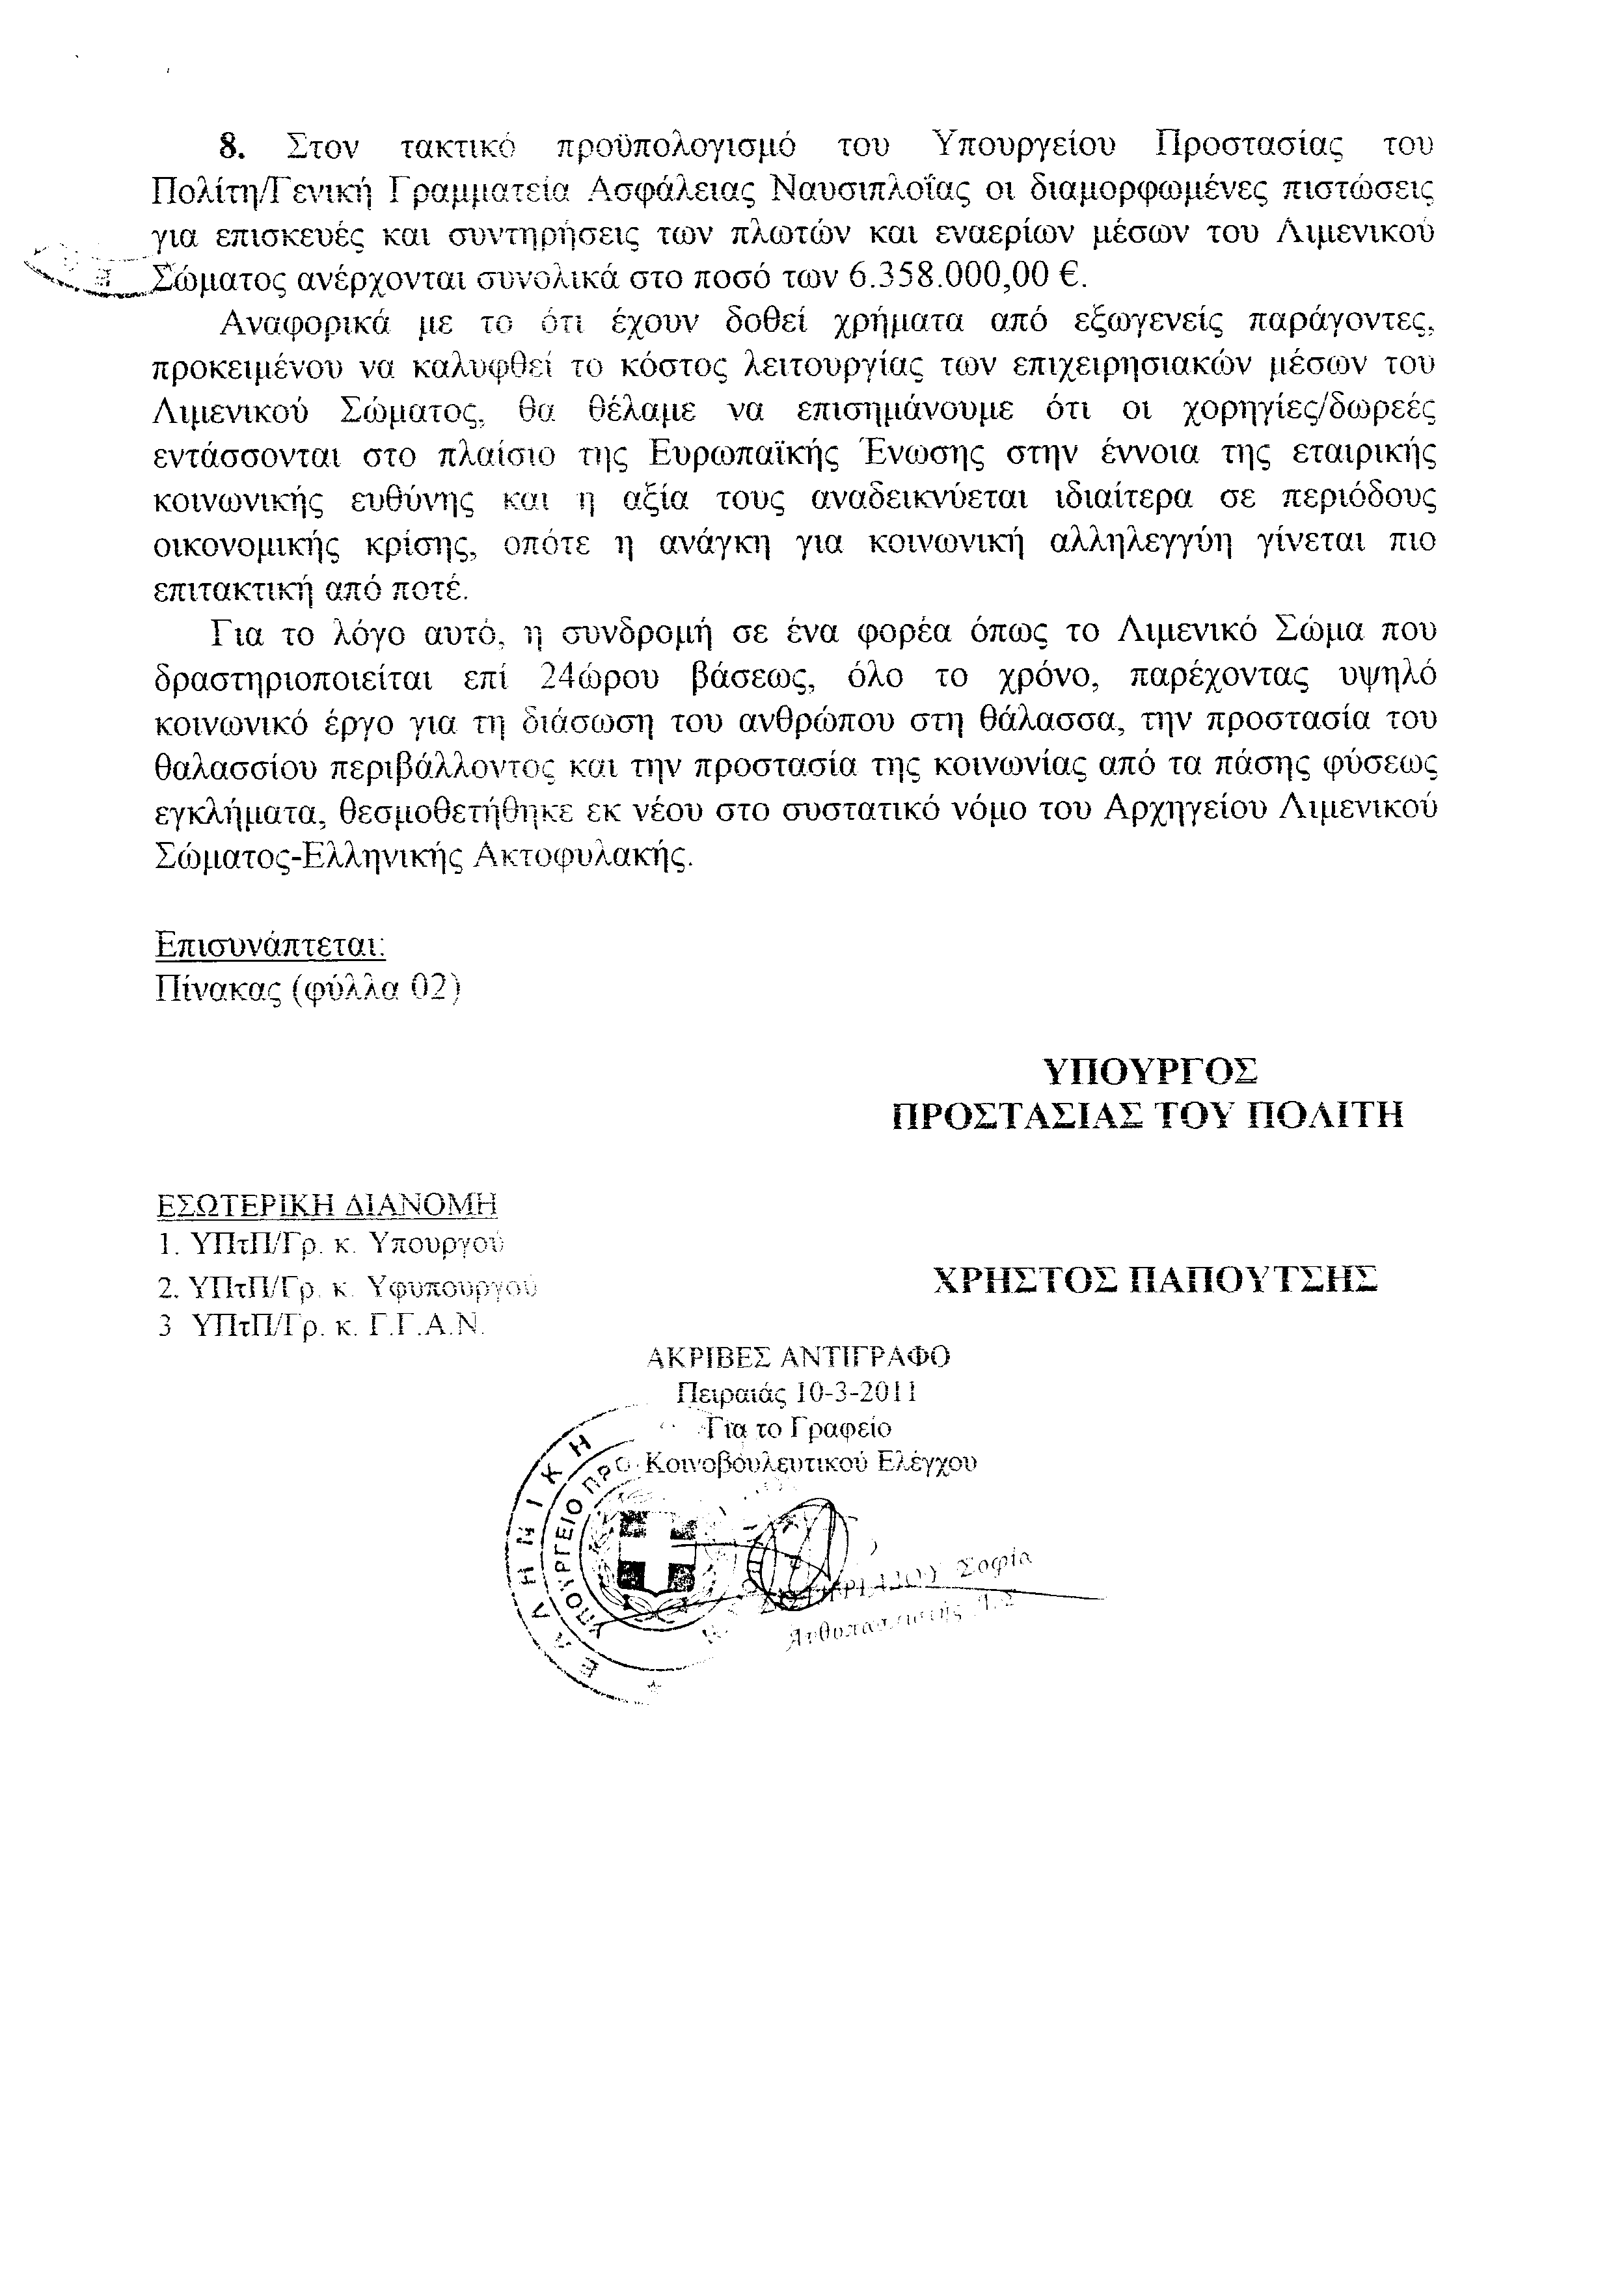 8. Στον τακτικό προϋπολογισμό του Υπουργείου Προστασίας του
Πολίτη/Γενική Γραμματεία Ασφάλειας Ναυσιπλοΐας οι διαμορφωμένες πιστώσεις
για επισκευές και συντηρήσεις των πλωτών και εναερίων μέσων του Λιμενικού
Σώματος ανέρχονται συνολικά στο ποσό των 6.358.000,00 €.
Αναφορικά με το ότι έχουν δοθεί χρήματα από εξωγενείς παράγοντες,
προκειμένου να καλυφθεί το κόστος λειτουργίας των επιχειρησιακών μέσων του
Λιμενικού Σώματος, θα θέλαμε να επισημάνουμε ότι οι χορηγίες/δωρεές
εντάσσονται στο πλαίσιο της Ευρωπαϊκής Ένωσης στην έννοια της εταιρικής
κοινωνικής ευθύνης και η αξία τους αναδεικνύεται ιδιαίτερα σε περιόδους
οικονομικής κρίσης, οπότε η ανάγκη για κοινωνική αλληλεγγύη γίνεται πιο
επιτακτική από ποτέ.
Για το λόγο αυτό, η συνδρομή σε ένα φορέα όπως το Λιμενικό Σώμα που
δραστηριοποιείται επί 24ώρου βάσεως, όλο το χρόνο, παρέχοντας υψηλό
κοινωνικό έργο για τη διάσωση του ανθρώπου στη θάλασσα, την προστασία του
θαλασσίου περιβάλλοντος και την προστασία της κοινωνίας από τα πάσης φύσεως
εγκλήματα, θεσμοθετήθηκε εκ νέου στο συστατικό νόμο του Αρχηγείου Λιμενικού
Σώματος-Ελληνικής Ακτοφυλακής.
Επισυνάπτεται:
Πίνακας (φύλλα 02)
ΥΠΟΥΡΓΟΣ
ΠΡΟΣΤΑΣΙΑΣ ΤΟΥ ΠΟΛΙΤΗ
ΕΣΩΤΕΡΙΚΗ ΔΙΑΝΟΜΗ
1. ΥΠτΠ/Γρ. κ. Υπουργού
2. ΥΠτΠ/Γρ. κ. Υφυπουργού
3 ΥΠτΠ/Γρ. κ. Γ.Γ.Α.Ν.
ΧΡΗΣΤΟΣ ΠΑΠΟΥΤΣΗΣ
ΑΚΡΙΒΕΣ ΑΝΤΙΓΡΑΦΟ
Πειραιάς 10-3-2011
Για το Γραφείο
Κοινοβουλευτικού Ελέγχου
ΕΛΛΗΝΙΚΗ
ΥΠΟΥΡΓΕΙΟ ΠΡΟ
Σοφία